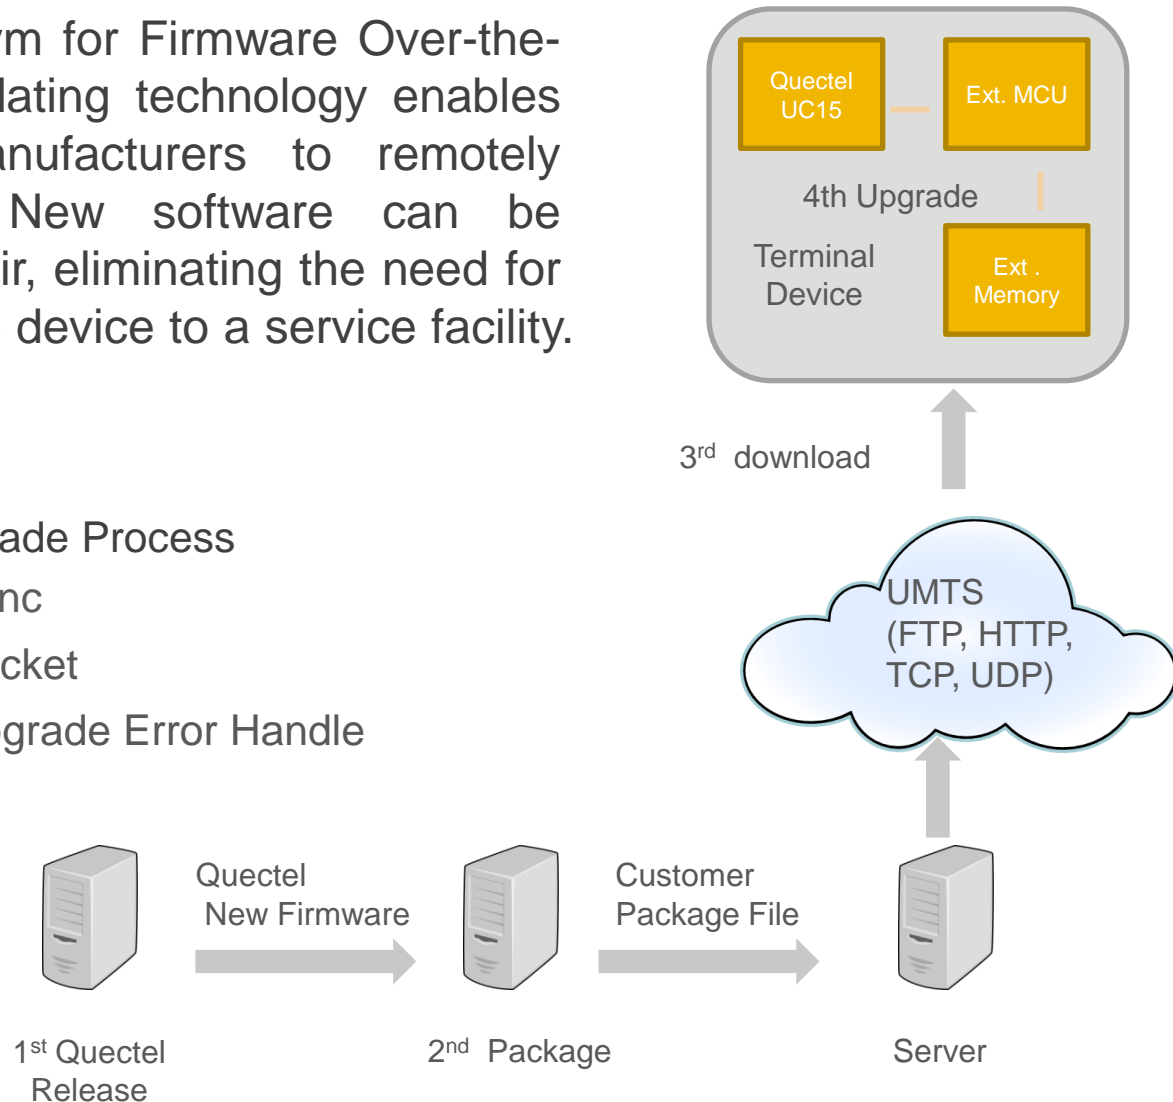 ym for Firmware Over-the-
dating technology enables
anufacturers to remotely
New software can be
ir, eliminating the need for
device to a service facility.
ade Process
nc
cket
grade Error Handle
Quectel
UC15
Ext. MCU
4th Upgrade
Terminal
Device
Ext .
Memory
3rd download
UMTS
(FTP, HTTP,
TCP, UDP)
Quectel
New Firmware
Customer
Package File
1st Quectel
Release
2nd Package
Server